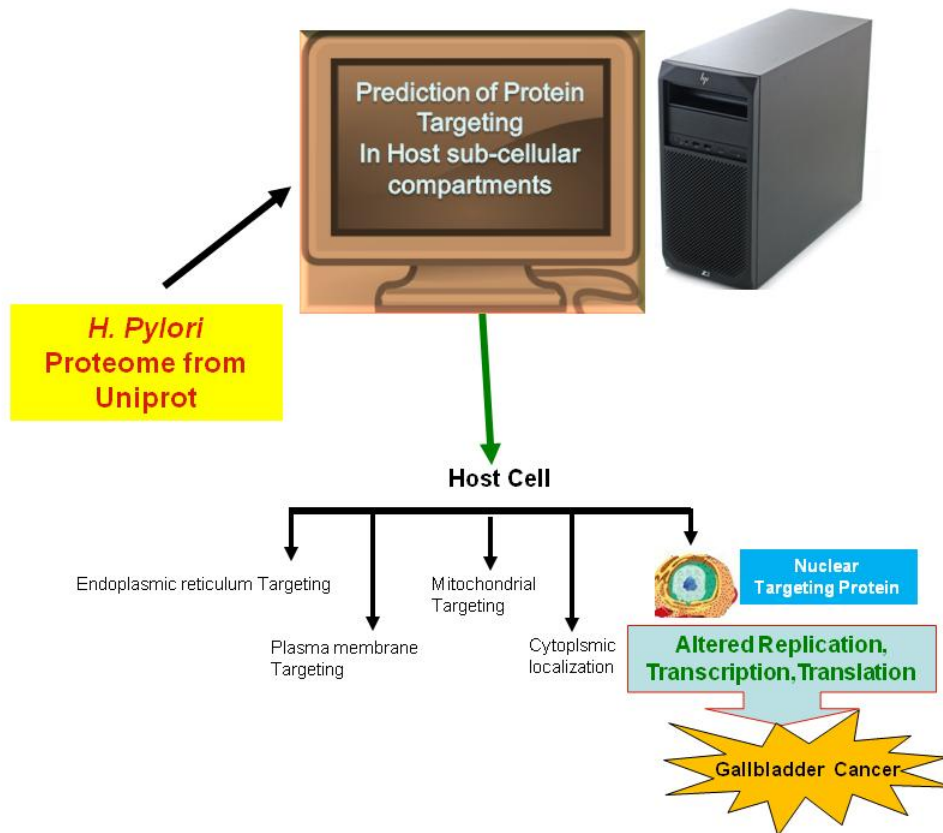 Prediction of Protein
Targeting
In Host sub-cellular
compartments
hp
H. Pylori
Proteome from
Uniprot
Host Cell
Endoplasmic reticulum Targeting
Plasma membrane
Targeting
Mitochondrial
Targeting
Cytoplsmic
localization
Nuclear
Targeting Protein
Altered Replication,
Transcription,Translation
Gallbladder Cancer